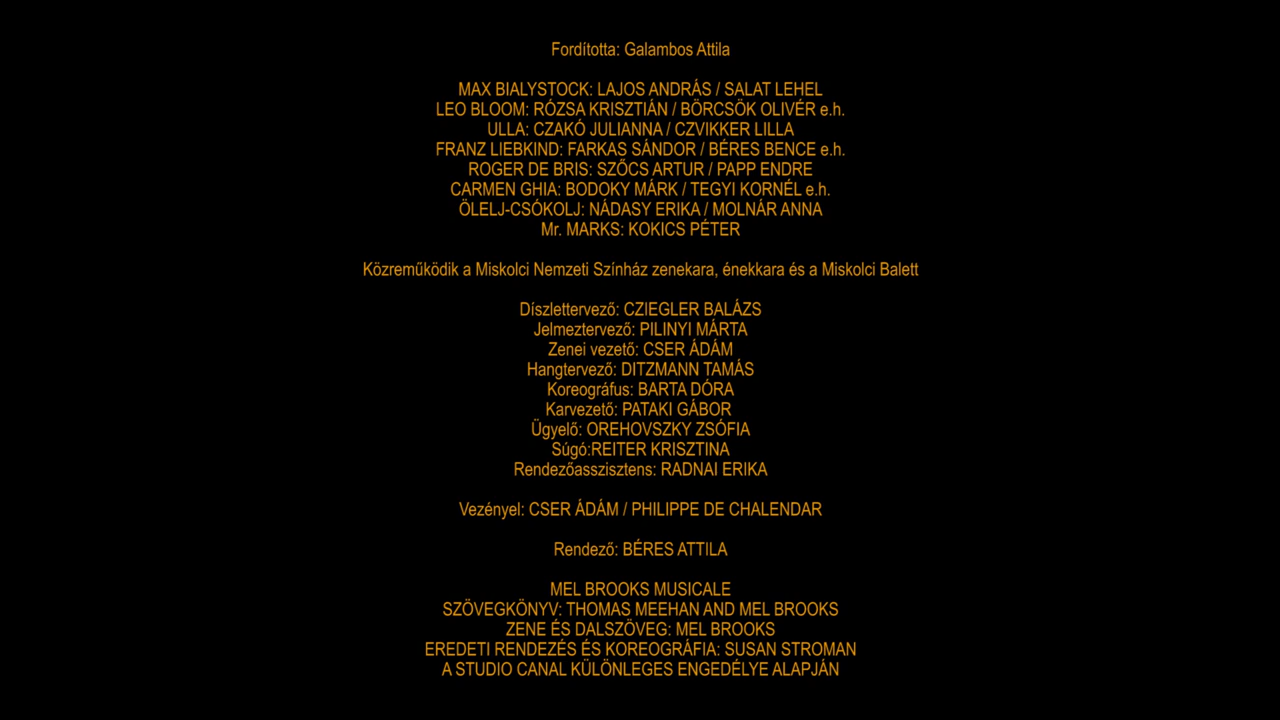 Fordította: Galambos Attila
MAX BIALYSTOCK: LAJOS ANDRÁS / SALAT LEHEL
LEO BLOOM: RÓZSA KRISZTIÁN / BÖRCSÖK OLIVÉR e.h.
ULLA: CZAKÓ JULIANNA / CZVIKKER LILLA
FRANZ LIEBKIND: FARKAS SÁNDOR / BÉRES BENCE e.h.
ROGER DE BRIS: SZŐCS ARTUR / PAPP ENDRE
CARMEN GHIA: BODOKY MÁRK / TEGYI KORNÉL e.h.
ÖLELJ-CSÓKOLJ: NÁDASY ERIKA / MOLNÁR ANNA
Mr. MARKS: KOKICS PÉTER
Közreműködik a Miskolci Nemzeti Színház zenekara, énekkara és a Miskolci Balett
Díszlettervező: CZIEGLER BALÁZS
Jelmeztervező: PILINYI MÁRTA
Zenei vezető: CSER ÁDÁM
Hangtervező: DITZMANN TAMÁS
Koreográfus: BARTA DÓRA
Karvezető: PATAKI GÁBOR
Ügyelő: OREHOVSZKY ZSÓFIA
Súgó:REITER KRISZTINA
Rendezőasszisztens: RADNAI ERIKA
Vezényel: CSER ÁDÁM / PHILIPPE DE CHALENDAR
Rendező: BÉRES ATTILA
MEL BROOKS MUSICALE
SZÖVEGKÖNYV: THOMAS MEEHAN AND MEL BROOKS
ZENE ÉS DALSZÖVEG: MEL BROOKS
EREDETI RENDEZÉS ÉS KOREOGRÁFIA: SUSAN STROMAN
A STUDIO CANAL KÜLÖNLEGES ENGEDÉLYE ALAPJÁN